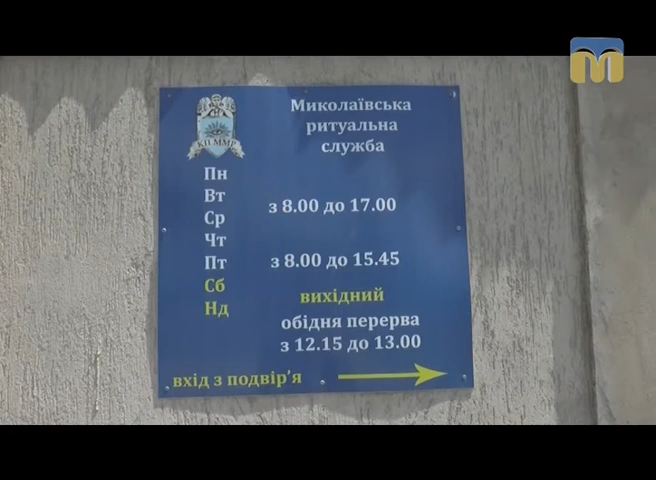 Миколаївська
ритуальна
служба
КП ММР
Пн
Вт
з 8.00 до 17.00
Ср
Чт
Пт з 8.00 до 15.45
Сб
вихідний
Нд
обідня перерва
з 12.15 до 13.00
вхід з подвір’я